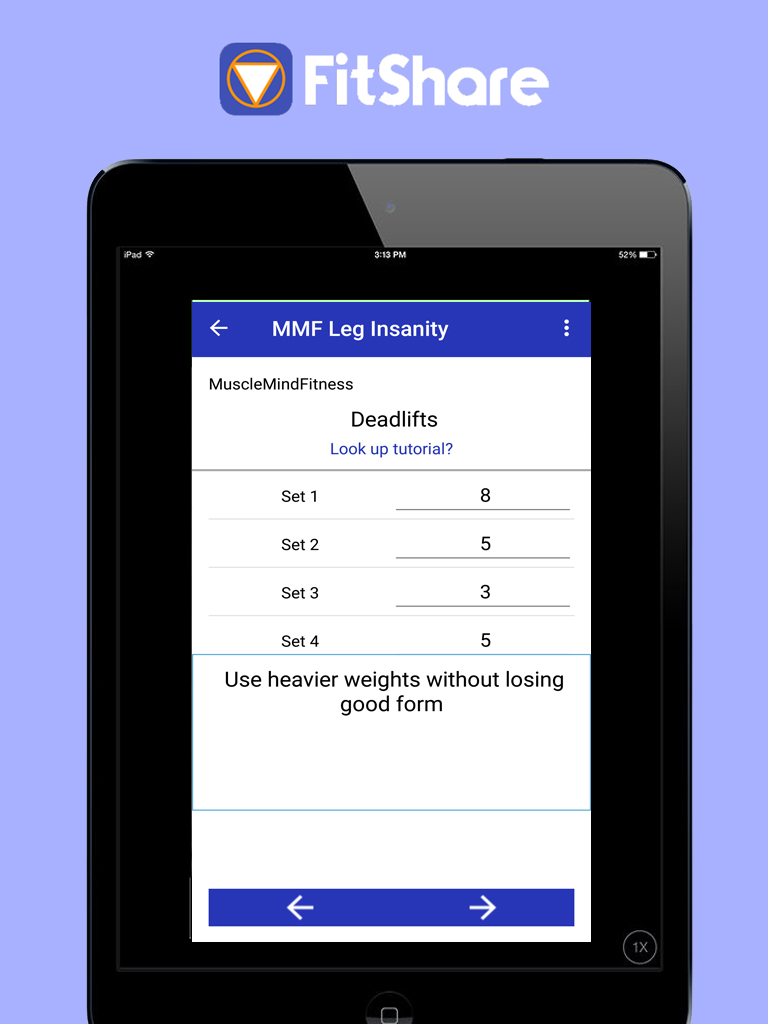 FitShare
iPad 3:13 PM 52%
MMF Leg Insanity
MuscleMindFitness
Deadlifts
Look up tutorial?
Set 1 8
Set 2 5
Set 3 3
Set 4 5
Use heavier weights without losing
good form
1X